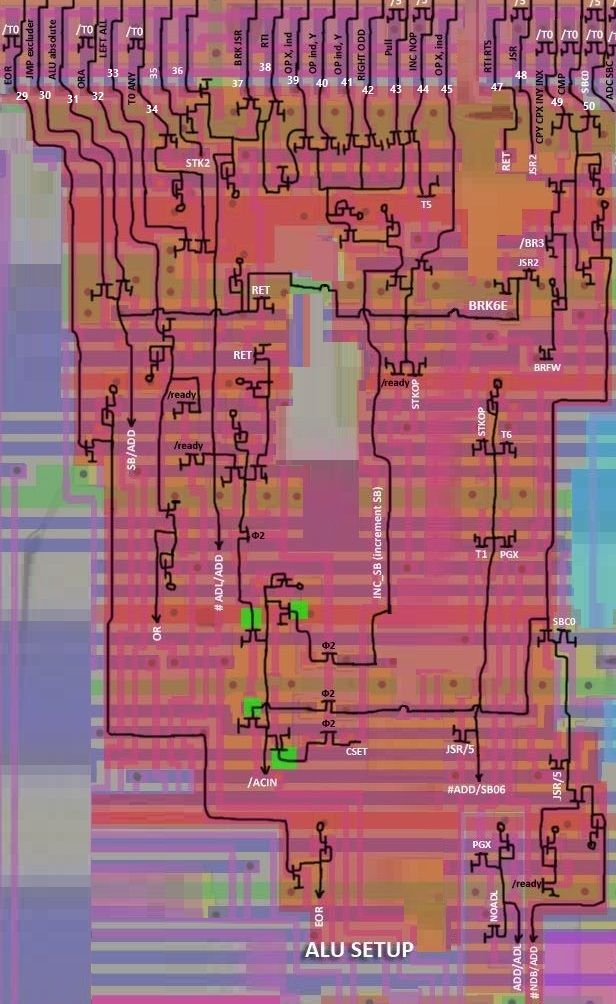 /T0
EOR
JMP excluder
ALU absolute
/T0
ORA
LEFT ALL
/T0
TO ANY
BRK JSR
RTI
OP X, ind
OP ind, Y
OP ind, Y
RIGHT ODD
/5
Pull
/5
INC NOP
OP X, ind
RTI RTS
/5
JSR
/T0
CPY CPX INY INX
/T0
CMP
/T0
SBC0
/T0
ADC SBC
29
30
31
32
33
34
35
36
37
38
39
40
41
42
43
44
45
47
48
49
50
STK2
RET
JSR2
T5
/BR3
JSR2
RET
BRK6E
RET
BRFW
/ready
/ready
STKOP
STKOP
T6
SB/ADD
/ready
INC_SB (increment SB)
Φ2
# ADL/ADD
T1
PGX
OR
SBC0
Φ2
Φ2
Φ2
CSET
JSR/5
/ACIN
#ADD/SB06
JSR/5
PGX
/ready
NOADL
EOR
ADD/ADL
#NDB/ADD
ALU SETUP